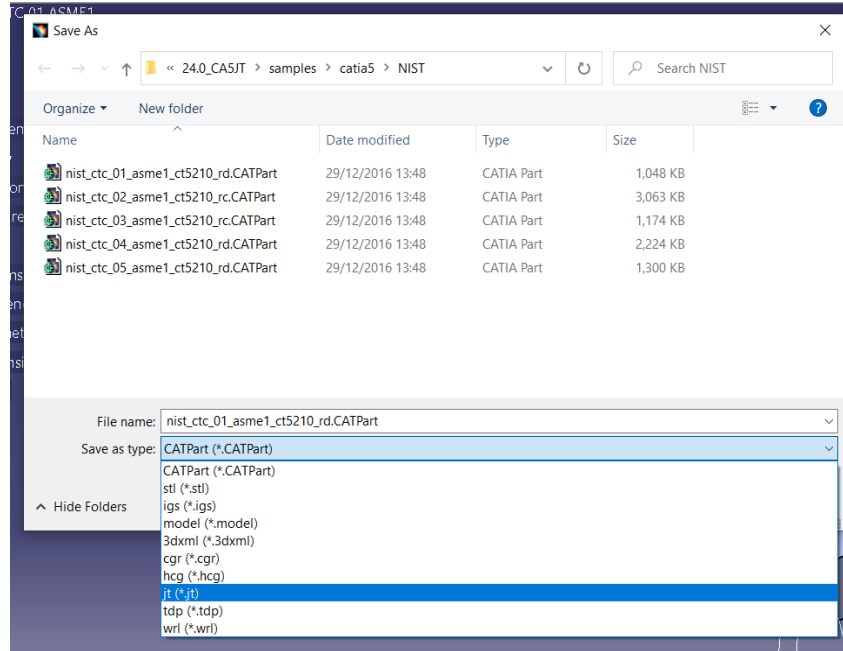 Save As
« 24.0_CA5JT > samples > catia5 > NIST
Search NIST
Organize New folder
Name Date modified Type Size
nist_ctc_01_asme1_ct5210_rd.CATPart 29/12/2016 13:48 CATIA Part 1,048 KB
nist_ctc_02_asme1_ct5210_rc.CATPart 29/12/2016 13:48 CATIA Part 3,063 KB
nist_ctc_03_asme1_ct5210_rc.CATPart 29/12/2016 13:48 CATIA Part 1,174 KB
nist_ctc_04_asme1_ct5210_rd.CATPart 29/12/2016 13:48 CATIA Part 2,224 KB
nist_ctc_05_asme1_ct5210_rd.CATPart 29/12/2016 13:48 CATIA Part 1,300 KB
File name: nist_ctc_01_asme1_ct5210_rd.CATPart
Save as type: CATPart (*.CATPart)
CATPart (*.CATPart)
stl (*.stl)
igs (*.igs)
model (*.model)
3dxml (*.3dxml)
cgr (*.cgr)
hcg (*.hcg)
jt (*.jt)
tdp (*.tdp)
wrl (*.wrl)
Hide Folders